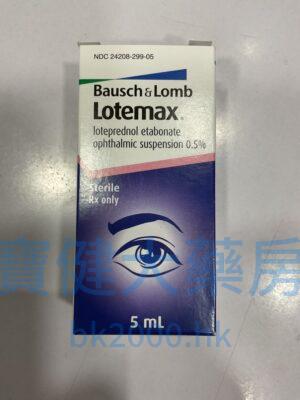 NDC 24208-299-05
Bausch & Lomb
Lotemax®
loteprednol etabonate
ophthalmic suspension 0.5%
Sterile
Rx only
寶健大藥房
bk2000.hk
5 mL